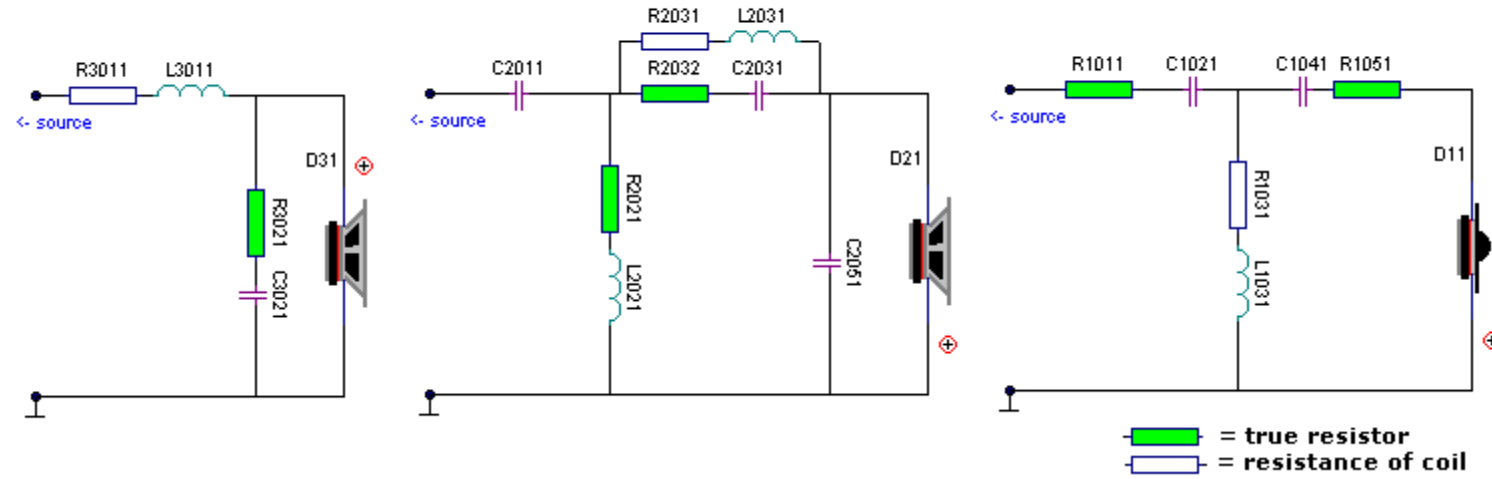 R3011 L3011
<- source
D31
R3021
C3021
R2031 L2031
C2011 R2032 C2031
<- source
D21
R2021
L2021
C2051
R1011 C1021 C1041 R1051
<- source
D11
R1031
L1031
= true resistor
= resistance of coil